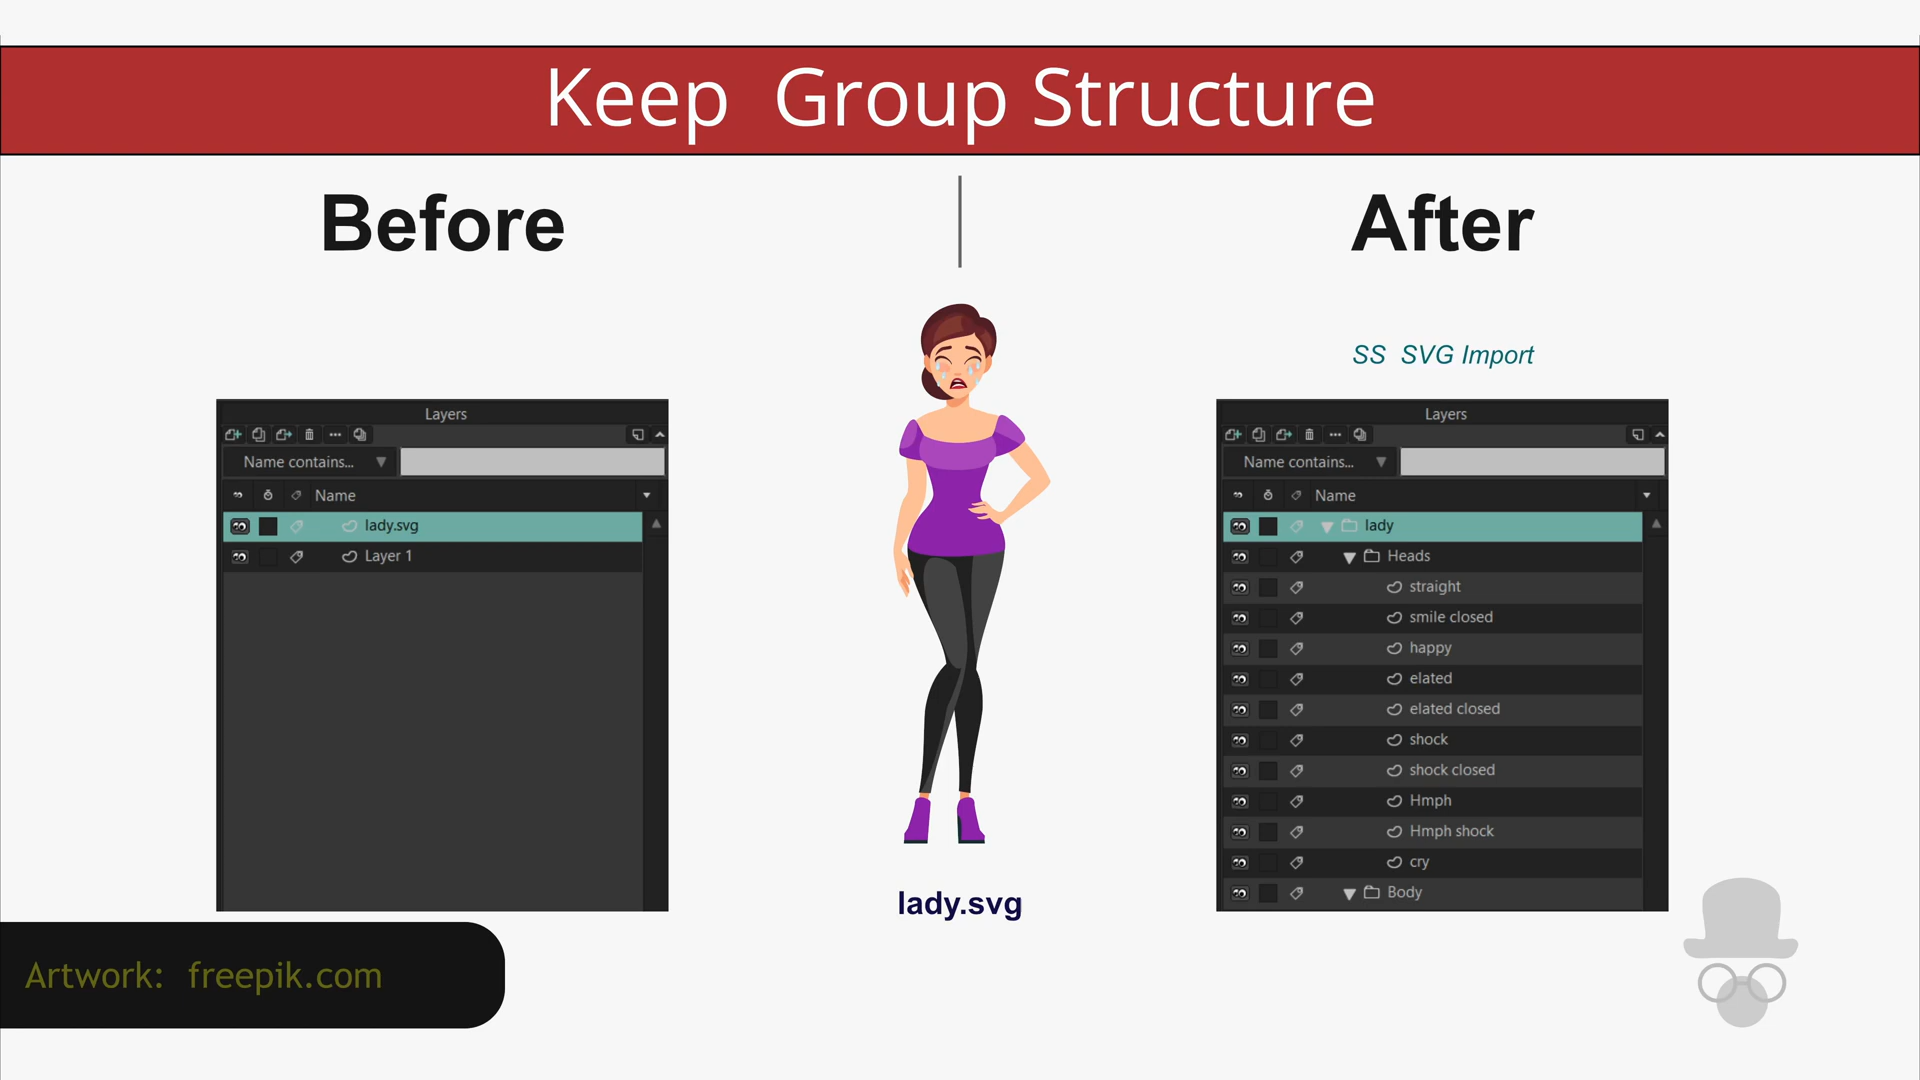 Keep  Group Structure
Before
After
SS  SVG Import
Layers
Name contains...
Name
lady.svg
Layer 1
lady.svg
Layers
Name contains...
Name
lady
Heads
straight
smile closed
happy
elated
elated closed
shock
shock closed
Hmph
Hmph shock
cry
Body
Artwork:  freepik.com